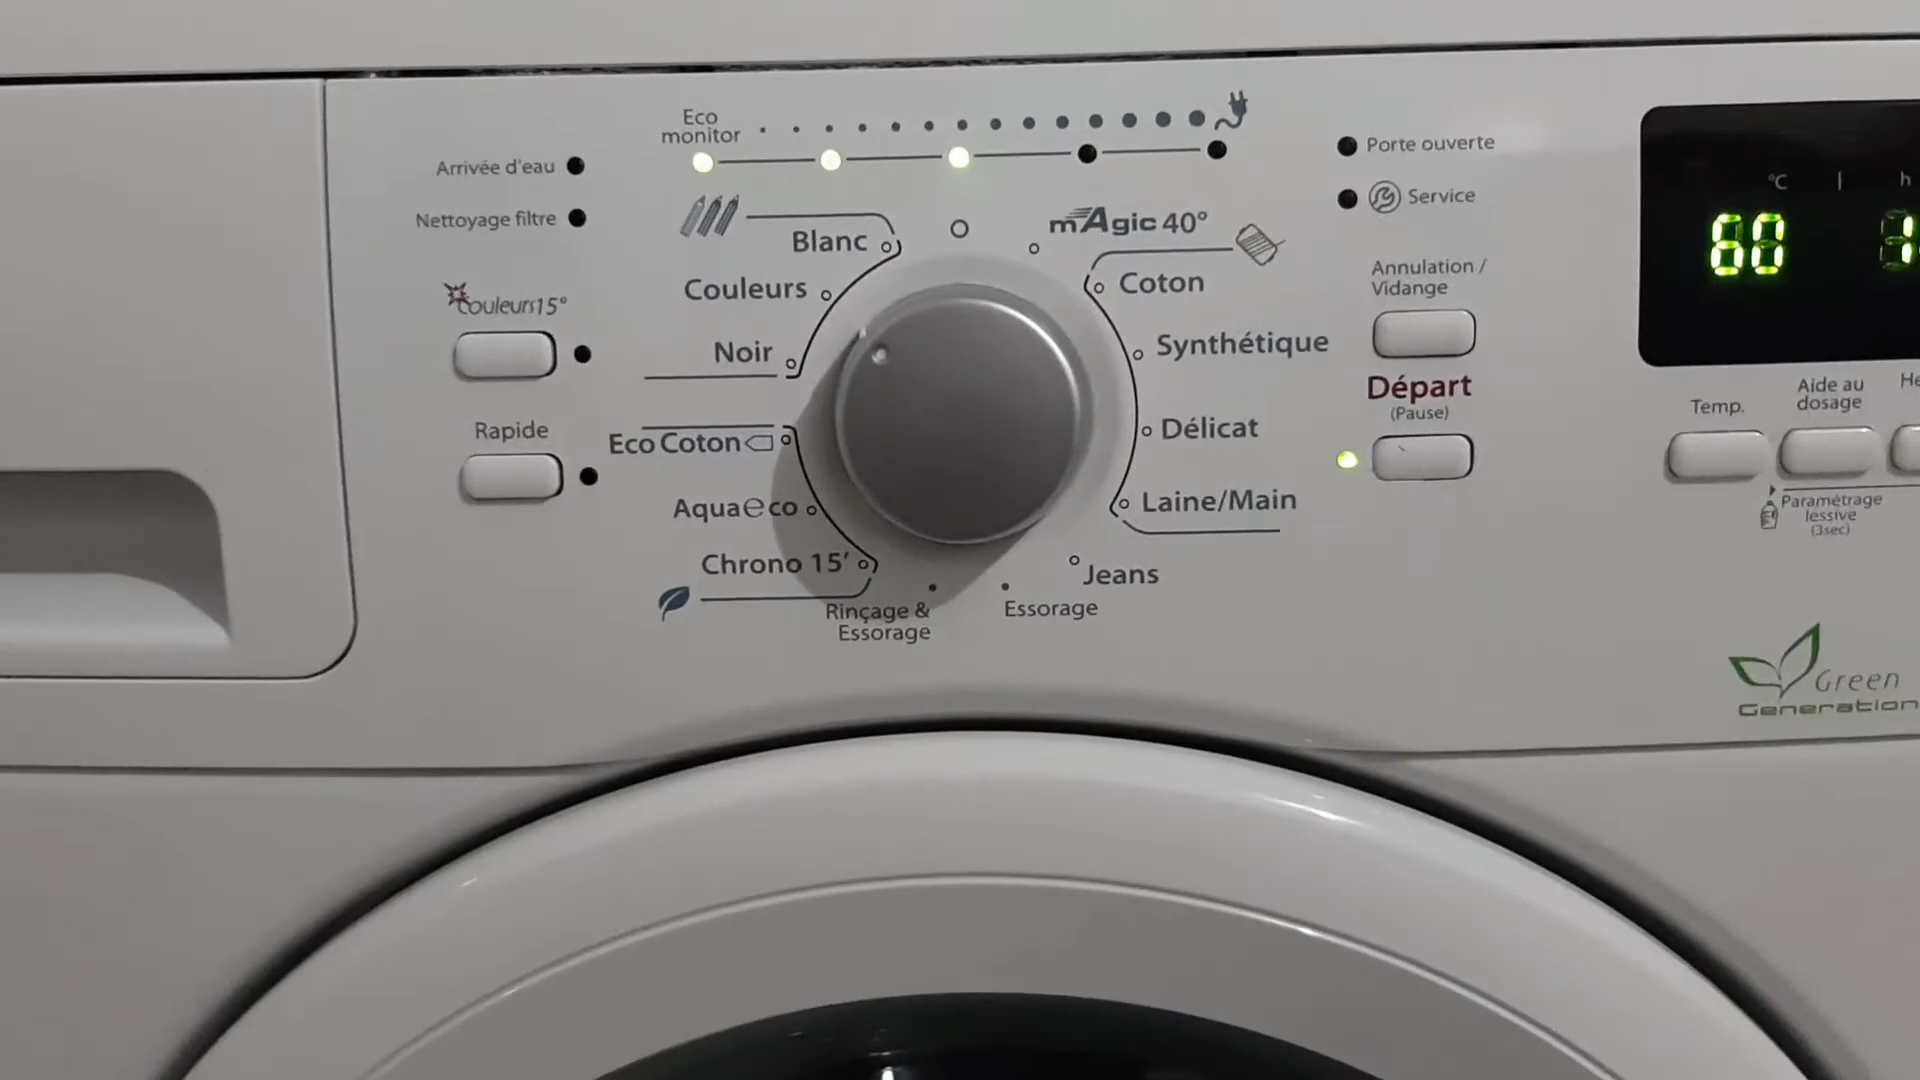 Eco
monitor
Arrivée d'eau
Nettoyage filtre
Porte ouverte
Service
°C
h
60
Blanc
mAgic 40°
Couleurs
Coton
Couleurs15°
Noir
Synthétique
Annulation /
Vidange
Départ
(Pause)
Rapide
Eco Coton
Délicat
Aquaeco
Laine/Main
Chrono 15'
Jeans
Rinçage &
Essorage
Essorage
Temp.
Aide au
dosage
Paramétrage
lessive
(3sec)
Green
Generation